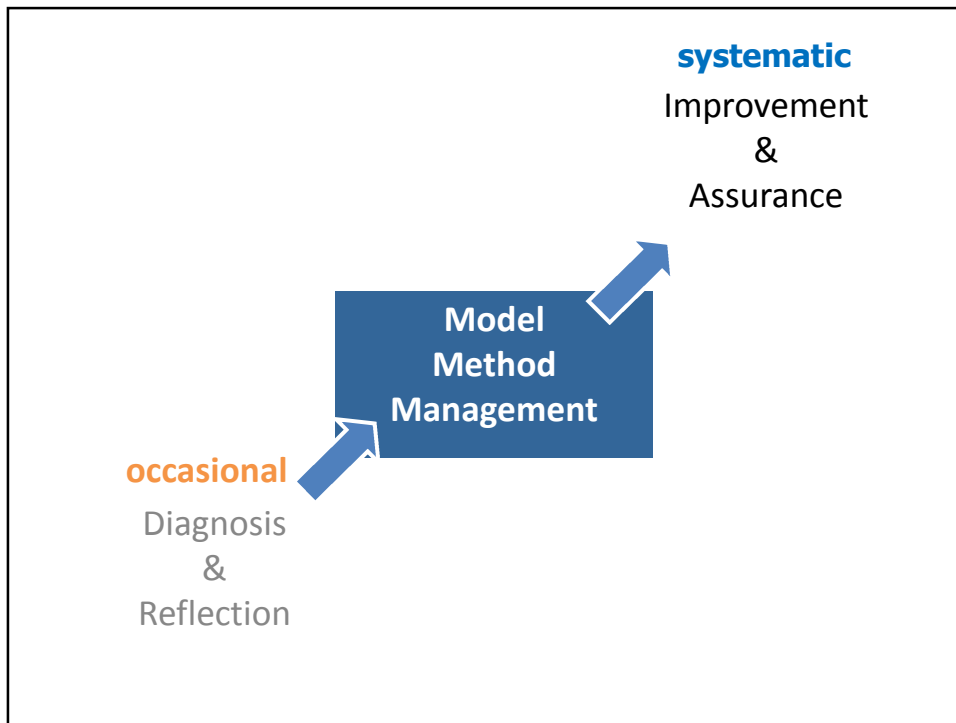 systematic
Improvement
&
Assurance
Model
Method
Management
occasional
Diagnosis
&
Reflection